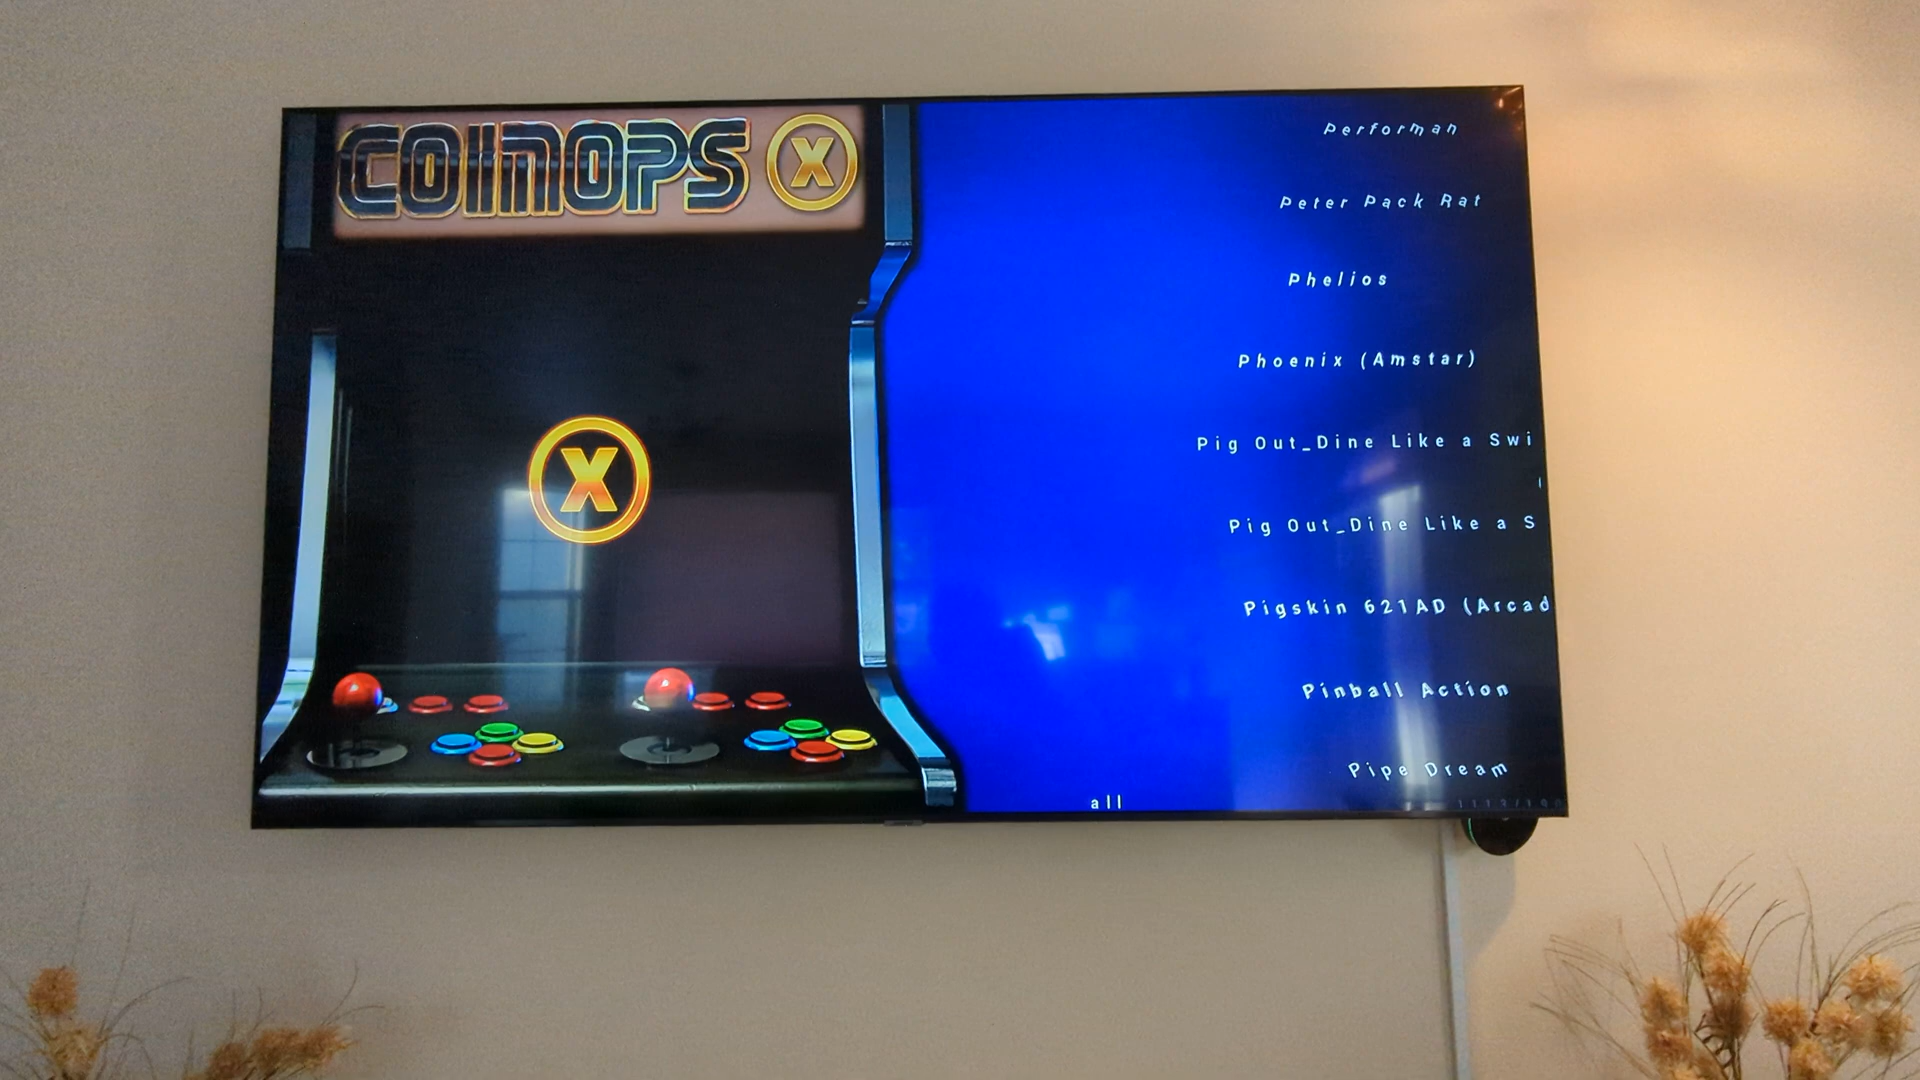 COINOPS X
Performan
Peter Pack Rat
Phelios
Phoenix (Amstar)
Pig Out_Dine Like a Swi
X
Pig Out_Dine Like a S
Pigskin 621AD (Arcad
Pinball Action
Pipe Dream
all